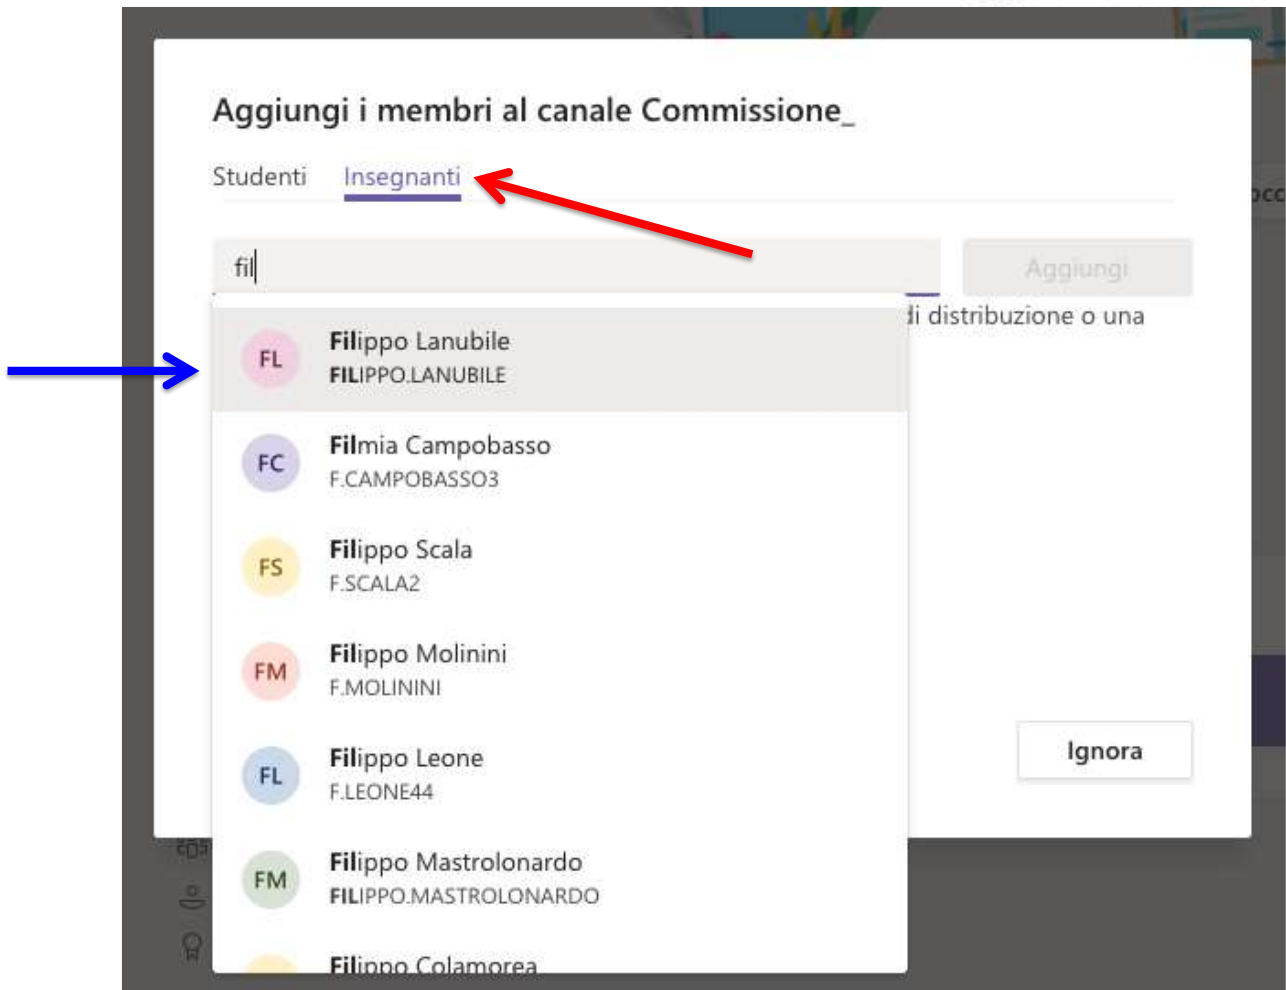 Aggiungi i membri al canale Commissione_
Studenti Insegnanti
fil
Aggiungi
di distribuzione o una
FL
Filippo Lanubile
FILIPPO.LANUBILE
FC
Filmia Campobasso
F.CAMPOBASSO3
FS
Filippo Scala
F.SCALA2
FM
Filippo Molinini
F.MOLININI
FL
Filippo Leone
F.LEONE44
Ignora
FM
Filippo Mastrolonardo
FILIPPO.MASTROLONARDO
Filippo Colamorea